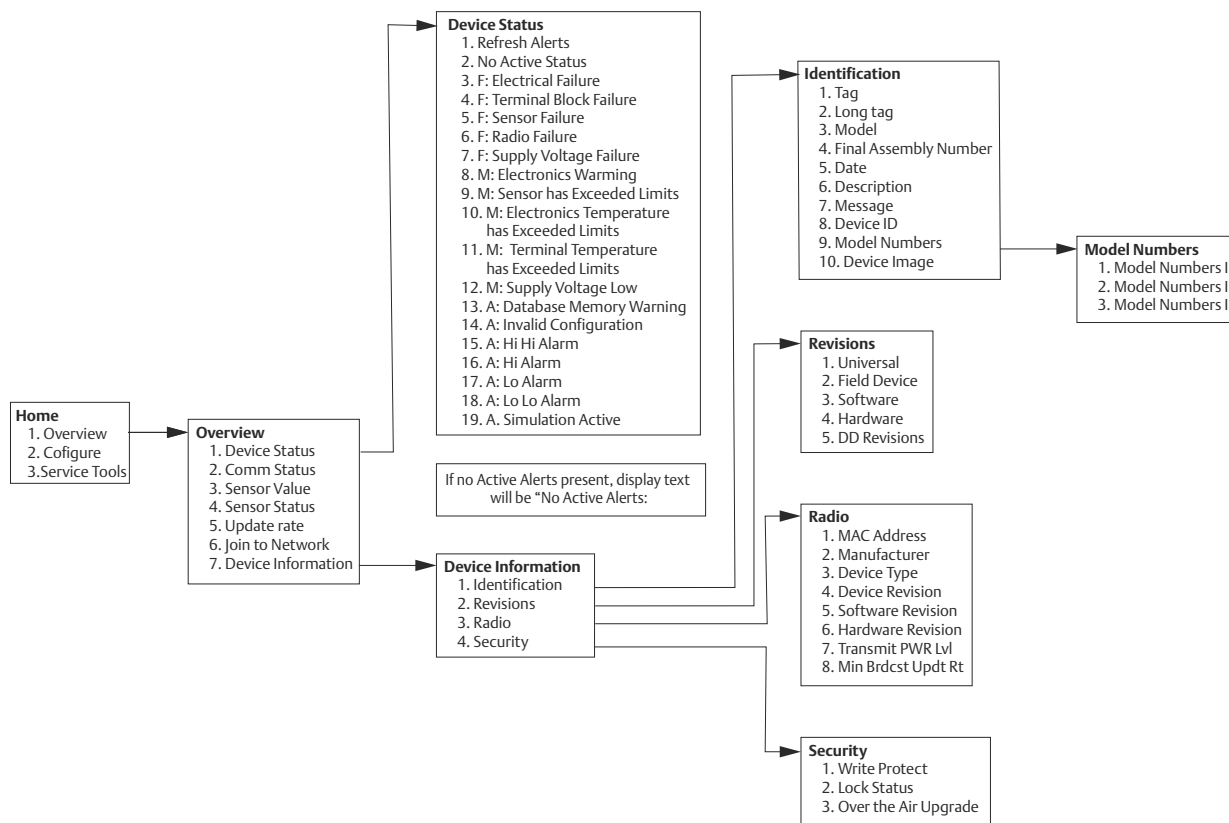 Home
1. Overview
2. Cofigure
3.Service Tools
Overview
1. Device Status
2. Comm Status
3. Sensor Value
4. Sensor Status
5. Update rate
6. Join to Network
7. Device Information
Device Status
1. Refresh Alerts
2. No Active Status
3. F: Electrical Failure
4. F: Terminal Block Failure
5. F: Sensor Failure
6. F: Radio Failure
7. F: Supply Voltage Failure
8. M: Electronics Warming
9. M: Sensor has Exceeded Limits
10. M: Electronics Temperature
has Exceeded Limits
11. M: Terminal Temperature
has Exceeded Limits
12. M: Supply Voltage Low
13. A: Database Memory Warning
14. A: Invalid Configuration
15. A: Hi Hi Alarm
16. A: Hi Alarm
17. A: Lo Alarm
18. A: Lo Lo Alarm
19. A. Simulation Active
If no Active Alerts present, display text
will be “No Active Alerts:
Device Information
1. Identification
2. Revisions
3. Radio
4. Security
Identification
1. Tag
2. Long tag
3. Model
4. Final Assembly Number
5. Date
6. Description
7. Message
8. Device ID
9. Model Numbers
10. Device Image
Model Numbers
1. Model Numbers I
2. Model Numbers I
3. Model Numbers I
Revisions
1. Universal
2. Field Device
3. Software
4. Hardware
5. DD Revisions
Radio
1. MAC Address
2. Manufacturer
3. Device Type
4. Device Revision
5. Software Revision
6. Hardware Revision
7. Transmit PWR Lvl
8. Min Brdcst Updt Rt
Security
1. Write Protect
2. Lock Status
3. Over the Air Upgrade